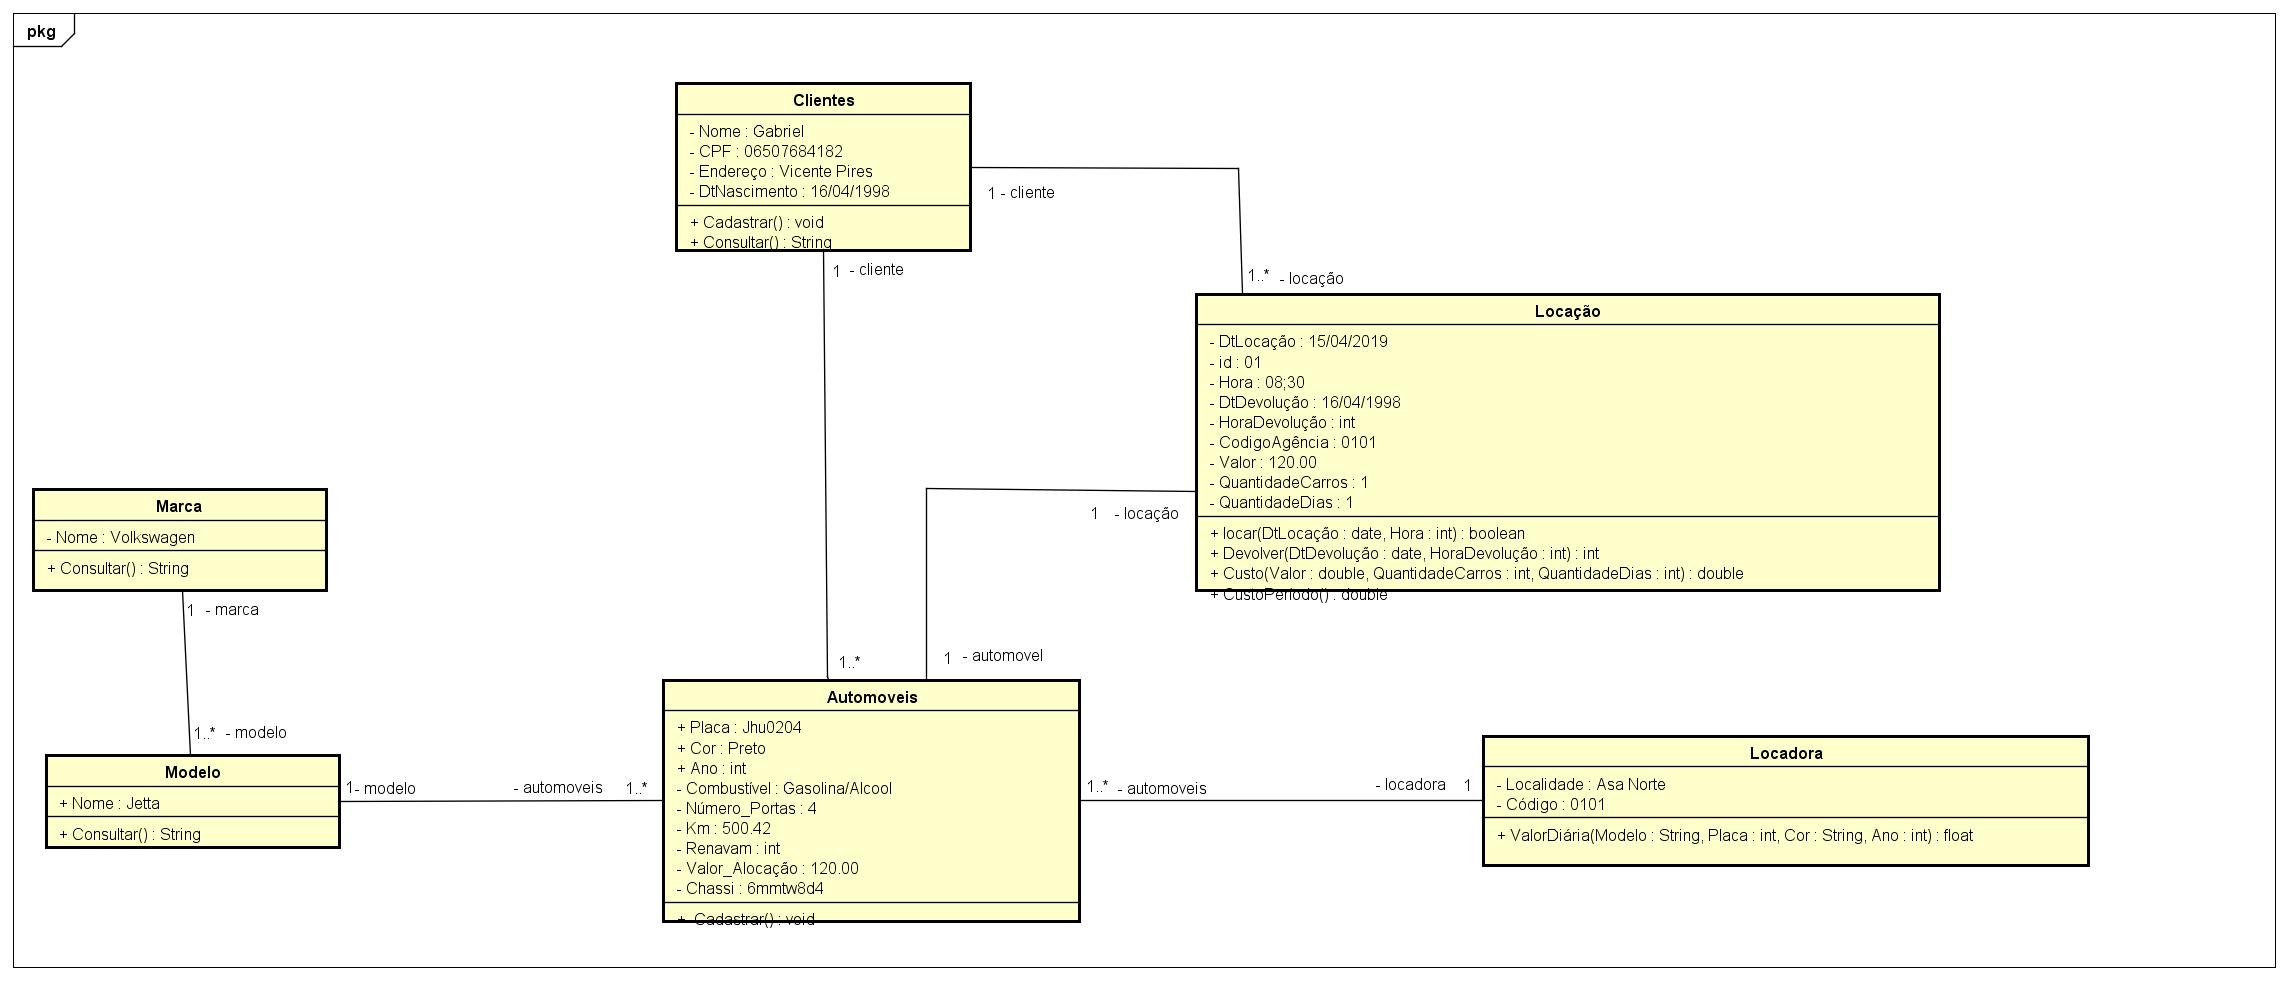 pkg
Clientes
- Nome : Gabriel
- CPF : 06507684182
- Endereço : Vicente Pires
- DtNascimento : 16/04/1998
+ Cadastrar() : void
+ Consultar() : String
1 - cliente
1 - cliente
1..* - locação
Locação
- DtLocação : 15/04/2019
- id : 01
- Hora : 08;30
- DtDevolução : 16/04/1998
- HoraDevolução : int
- CodigoAgência : 0101
- Valor : 120.00
- QuantidadeCarros : 1
- QuantidadeDias : 1
+ locar(DtLocação : date, Hora : int) : boolean
+ Devolver(DtDevolução : date, HoraDevolução : int) : int
+ Custo(Valor : double, QuantidadeCarros : int, QuantidadeDias : int) : double
+ CustoPeriodo() : double
1 - locação
Marca
- Nome : Volkswagen
+ Consultar() : String
1 - marca
1..* - modelo
Modelo
+ Nome : Jetta
+ Consultar() : String
1 - modelo
- automoveis 1..*
1..*
1 - automovel
Automoveis
+ Placa : Jhu0204
+ Cor : Preto
+ Ano : int
- Combustível : Gasolina/Alcool
- Número_Portas : 4
- Km : 500.42
- Renavam : int
- Valor_Alocação : 120.00
- Chassi : 6mmtw8d4
+ Cadastrar() : void
1..* - automoveis
- locadora 1
Locadora
- Localidade : Asa Norte
- Código : 0101
+ ValorDiária(Modelo : String, Placa : int, Cor : String, Ano : int) : float